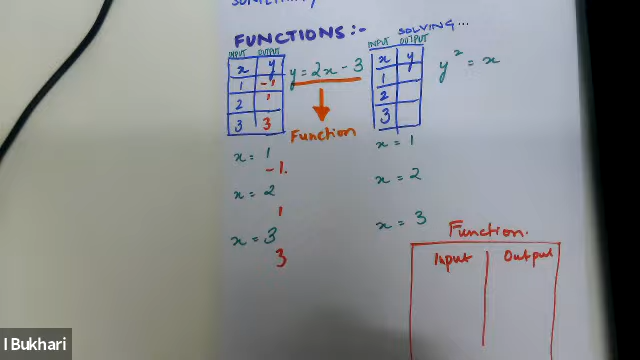 FUNCTIONS:-
INPUT OUTPUT
x y
1 -1
2 1
3 3
y = 2x - 3
Function
x = 1
-1.
x = 2
1
x = 3
3
SOLVING...
INPUT OUTPUT
x y
1
2
3
y² = x
x = 1
x = 2
x = 3
Function.
Input Output
I Bukhari